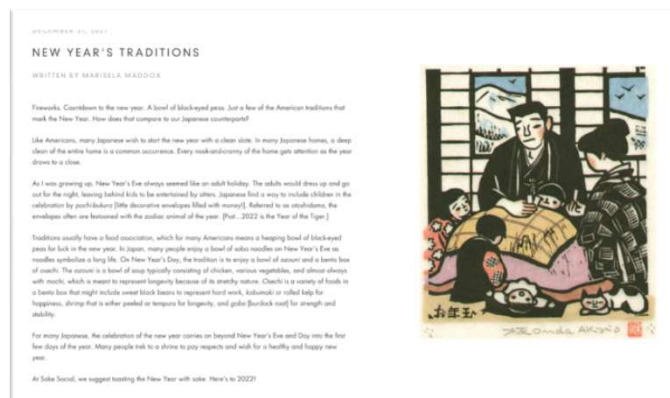 NEW YEAR'S TRADITIONS
WRITTEN BY MARISELA MADDOX
Fireworks. Countdown to the new year. A bowl of black-eyed peas. Just a few of the American traditions that
mark the New Year. How does that compare to our Japanese counterparts?
Like Americans, many Japanese wish to start the new year with a clean slate. In many Japanese homes, a deep
clean of the entire home is a common occurrence. Every nook-and-cranny of the home gets attention as the year
draws to a close.
As I was growing up, New Year's Eve always seemed like an adult holiday. The adults would dress up and go
out for the night, leaving behind kids to be entertained by sitters. Japanese find a way to include children in the
celebration by pochi-bukuro [little decorative envelopes filled with money!]. Referred to as otoshidama, the
envelopes often are festooned with the zodiac animal of the year. [Psst...2022 is the Year of the Tiger.]
Traditions usually have a food association, which for many Americans means a heaping bowl of black-eyed
peas for luck in the new year. In Japan, many people enjoy a bowl of soba noodles on New Year's Eve as
noodles symbolize a long life. On New Year's Day, the tradition is to enjoy a bowl of ozouni and a bento box
of osechi. The ozouni is a bowl of soup typically consisting of chicken, various vegetables, and almost always
with mochi, which is meant to represent longevity because of its stretchy nature. Osechi is a variety of foods in
a bento box that might include sweet black beans to represent hard work, kobumaki or rolled kelp for
happiness, shrimp that is either peeled or tempura for longevity, and gobo [burdock root] for strength and
stability.
For many Japanese, the celebration of the new year carries on beyond New Year's Eve and Day into the first
few days of the year. Many people trek to a shrine to pay respects and wish for a healthy and happy new
year.
At Sake Social, we suggest toasting the New Year with sake. Here's to 2022!
お年玉